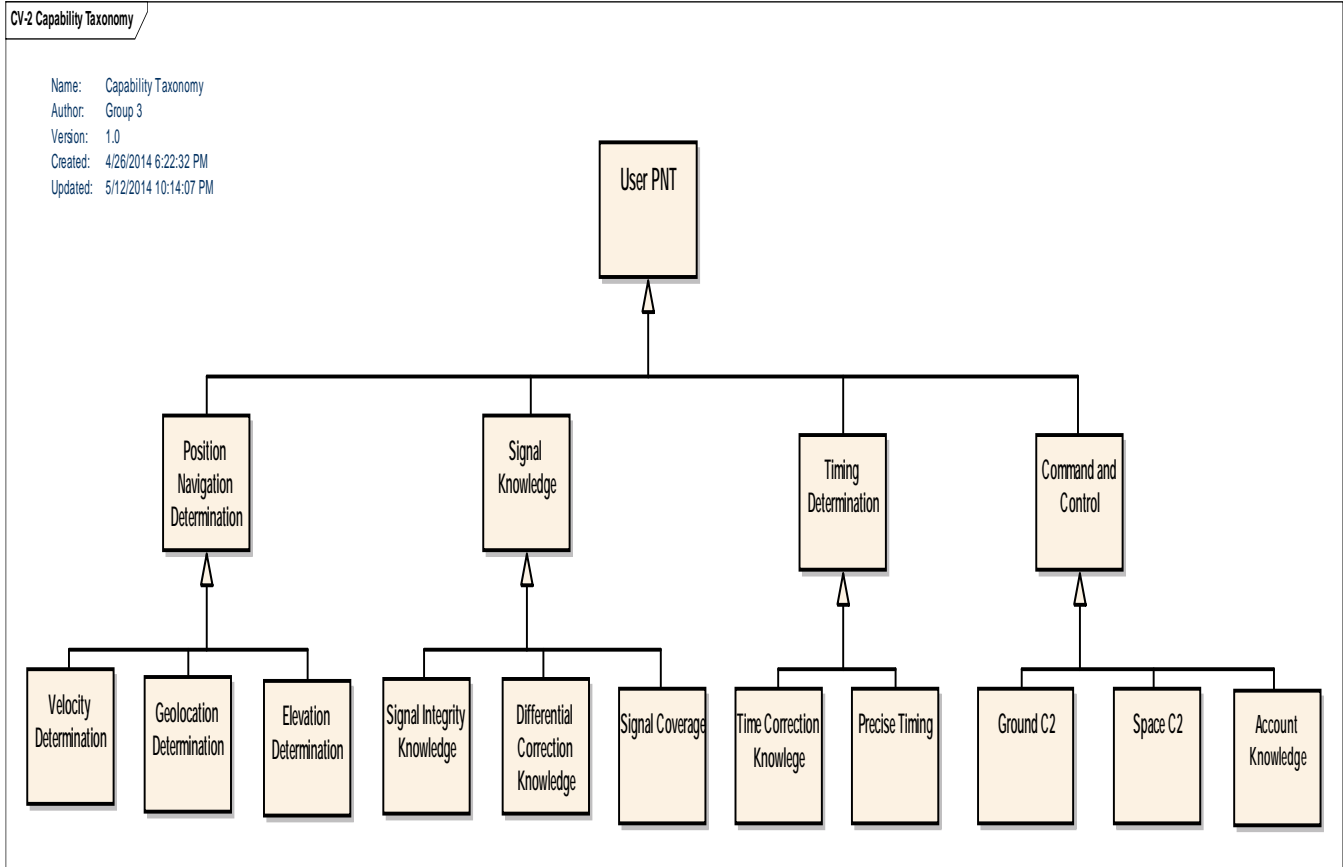 CV-2 Capability Taxonomy
Name: Capability Taxonomy
Author: Group 3
Version: 1.0
Created: 4/26/2014 6:22:32 PM
Updated: 5/12/2014 10:14:07 PM
User PNT
Position
Navigation
Determination
Signal
Knowledge
Timing
Determination
Command and
Control
Velocity
Determination
Geolocation
Determination
Elevation
Determination
Signal Integrity
Knowledge
Differential
Correction
Knowledge
Signal Coverage
Time Correction
Knowlege
Precise Timing
Ground C2
Space C2
Account
Knowledge